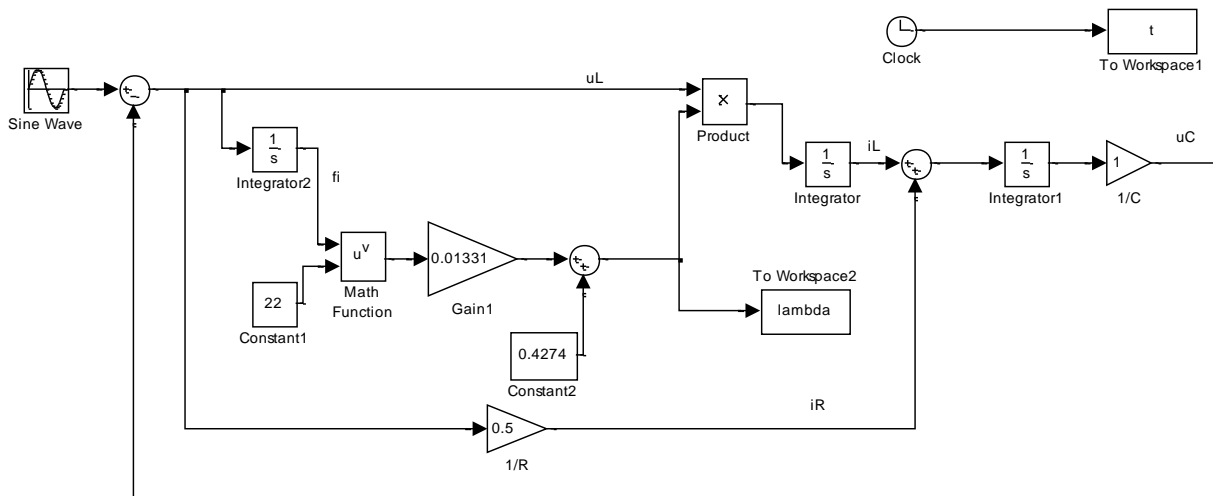 t
Clock
To Workspace1
Sine Wave
uL
×
Product
1
s
Integrator2
fi
1
s
Integrator
iL
1
s
Integrator1
1
1/C
uC
u^v
Math
Function
22
Constant1
0.01331
Gain1
0.4274
Constant2
To Workspace2
lambda
0.5
1/R
iR